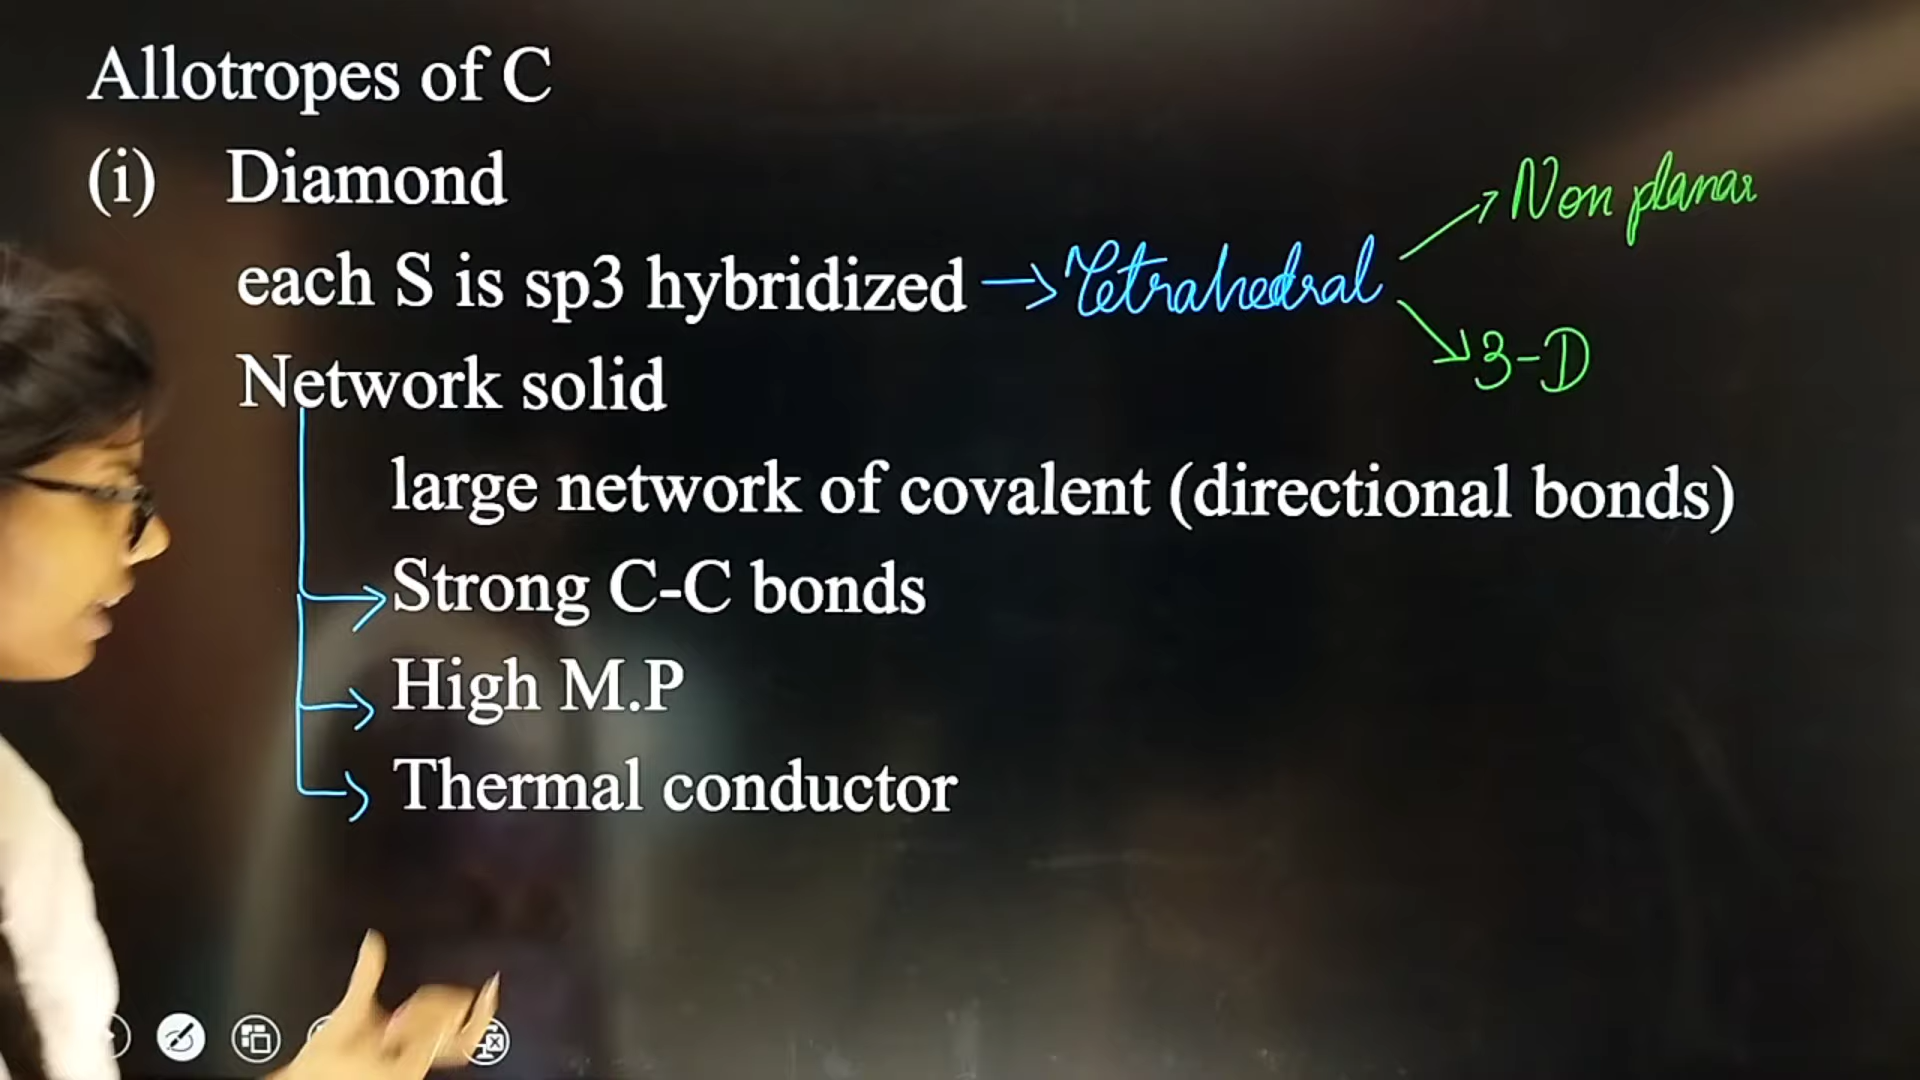 Allotropes of C
(i) Diamond
each S is sp3 hybridized → Tetrahedral
Non planar
3-D
Network solid
large network of covalent (directional bonds)
Strong C-C bonds
High M.P
Thermal conductor